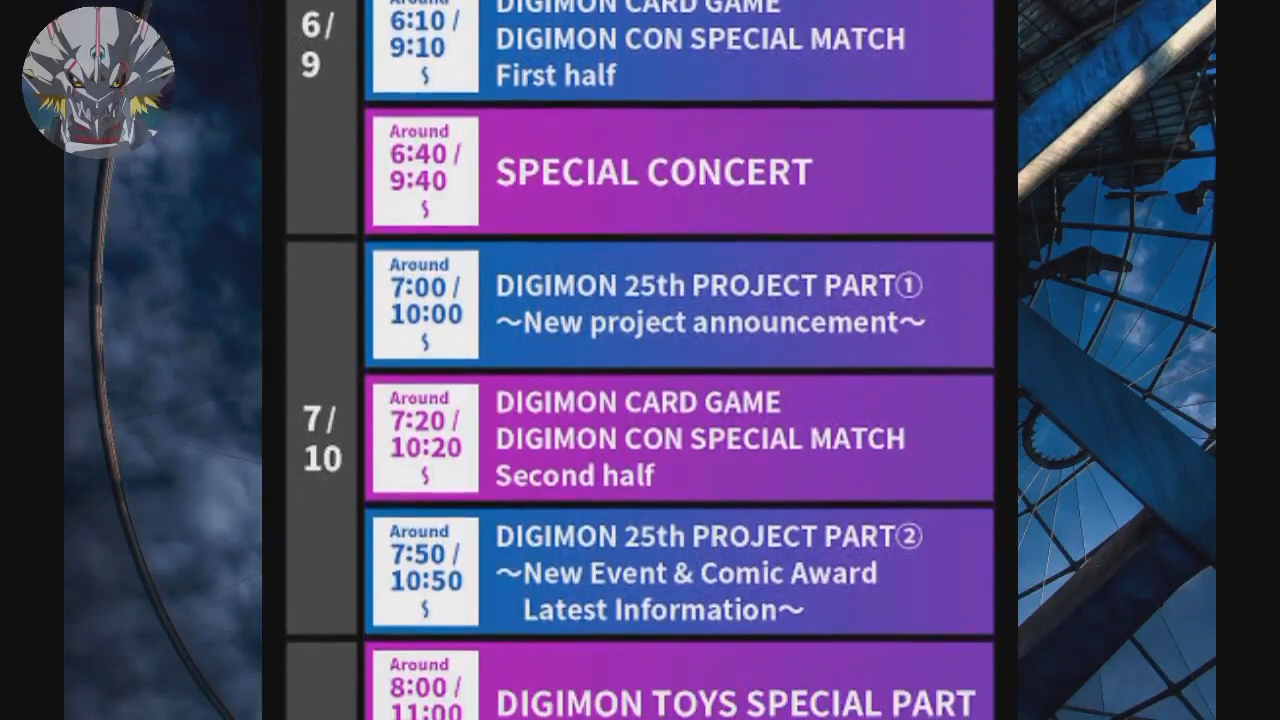 6/
9
Around
6:10 /
9:10
DIGIMON CARD GAME
DIGIMON CON SPECIAL MATCH
First half
Around
6:40 /
9:40
SPECIAL CONCERT
7/
10
Around
7:00 /
10:00
DIGIMON 25th PROJECT PART①
～New project announcement～
Around
7:20 /
10:20
DIGIMON CARD GAME
DIGIMON CON SPECIAL MATCH
Second half
Around
7:50 /
10:50
DIGIMON 25th PROJECT PART②
～New Event & Comic Award
Latest Information～
Around
8:00 /
11:00
DIGIMON TOYS SPECIAL PART